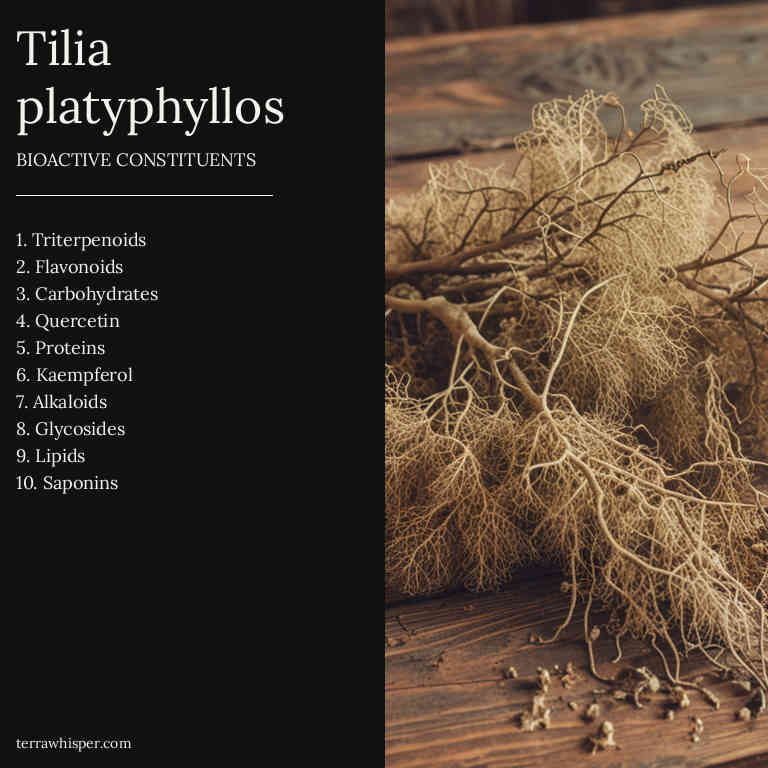 Tilia
platyphyllos
BIOACTIVE CONSTITUENTS
1. Triterpenoids
2. Flavonoids
3. Carbohydrates
4. Quercetin
5. Proteins
6. Kaempferol
7. Alkaloids
8. Glycosides
9. Lipids
10. Saponins
terrawhisper.com